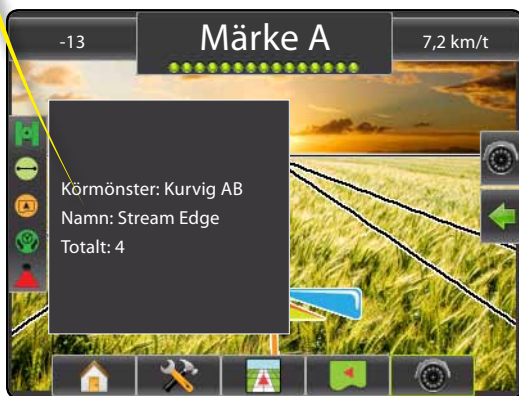 -13
Märke A
7,2 km/t
Körmönster: Kurvig AB
Namn: Stream Edge
Totalt: 4